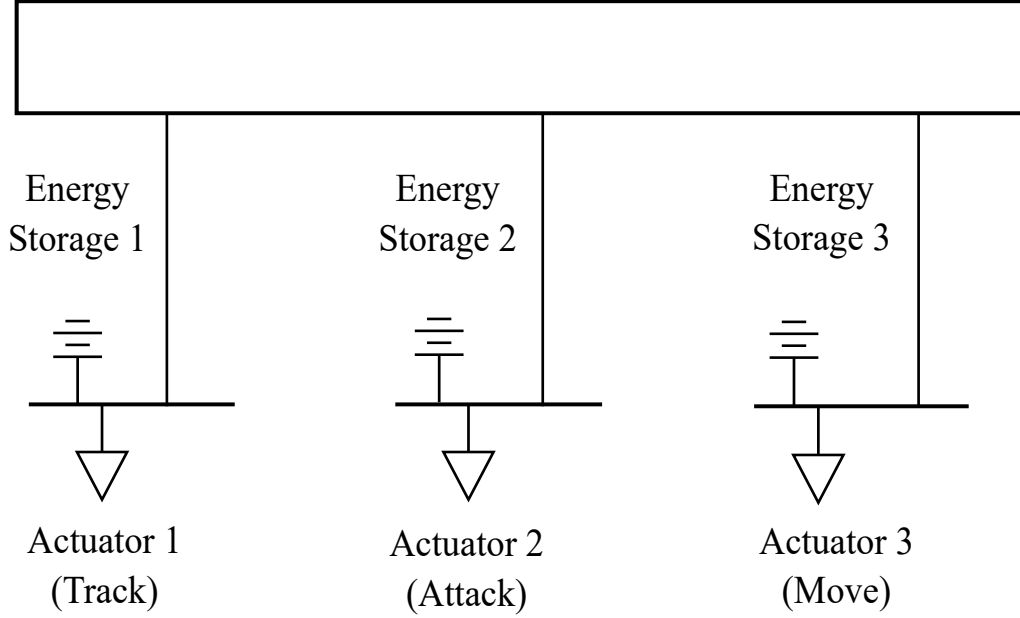 Energy
Storage 1
Energy
Storage 2
Energy
Storage 3
Actuator 1
(Track)
Actuator 2
(Attack)
Actuator 3
(Move)